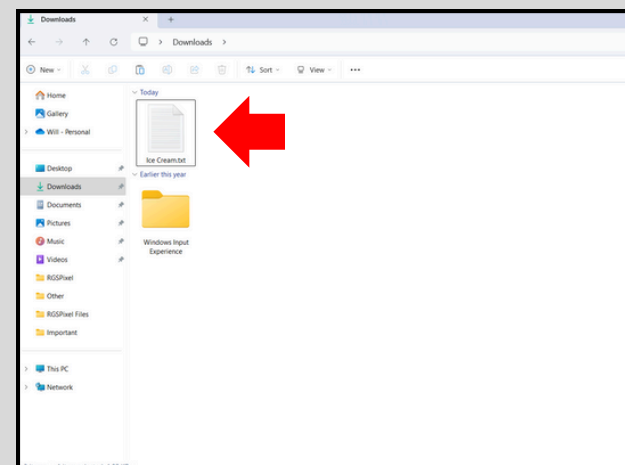 Downloads
Downloads
New
Sort
View
Home
Gallery
Will - Personal
Desktop
Downloads
Documents
Pictures
Music
Videos
RGSPixel
Other
RGSPixel Files
Important
This PC
Network
Today
Ice Cream.txt
Earlier this year
Windows Input
Experience